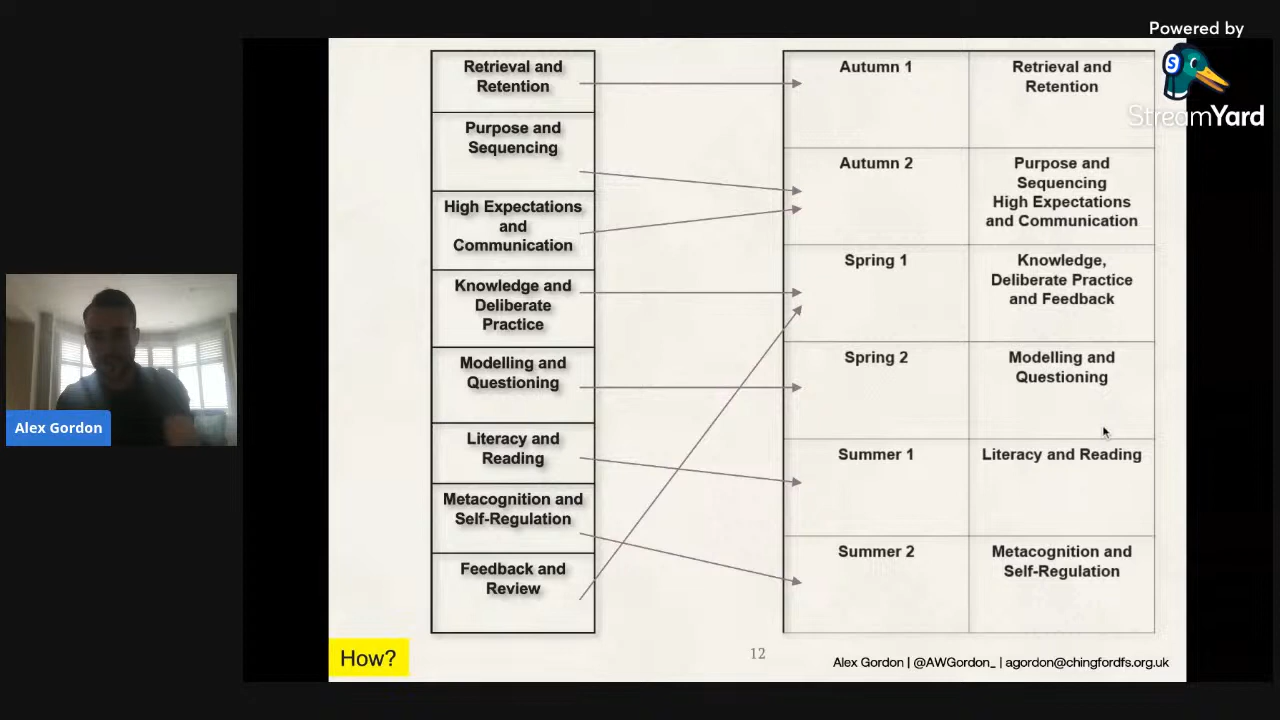 Powered by
StreamYard
Retrieval and
Retention
Purpose and
Sequencing
High Expectations
and
Communication
Knowledge and
Deliberate
Practice
Modelling and
Questioning
Literacy and
Reading
Metacognition and
Self-Regulation
Feedback and
Review
Autumn 1
Retrieval and
Retention
Autumn 2
Purpose and
Sequencing
High Expectations
and Communication
Spring 1
Knowledge,
Deliberate Practice
and Feedback
Spring 2
Modelling and
Questioning
Summer 1
Literacy and Reading
Summer 2
Metacognition and
Self-Regulation
Alex Gordon
How?
12
Alex Gordon | @AWGordon_ | agordon@chingfordfs.org.uk